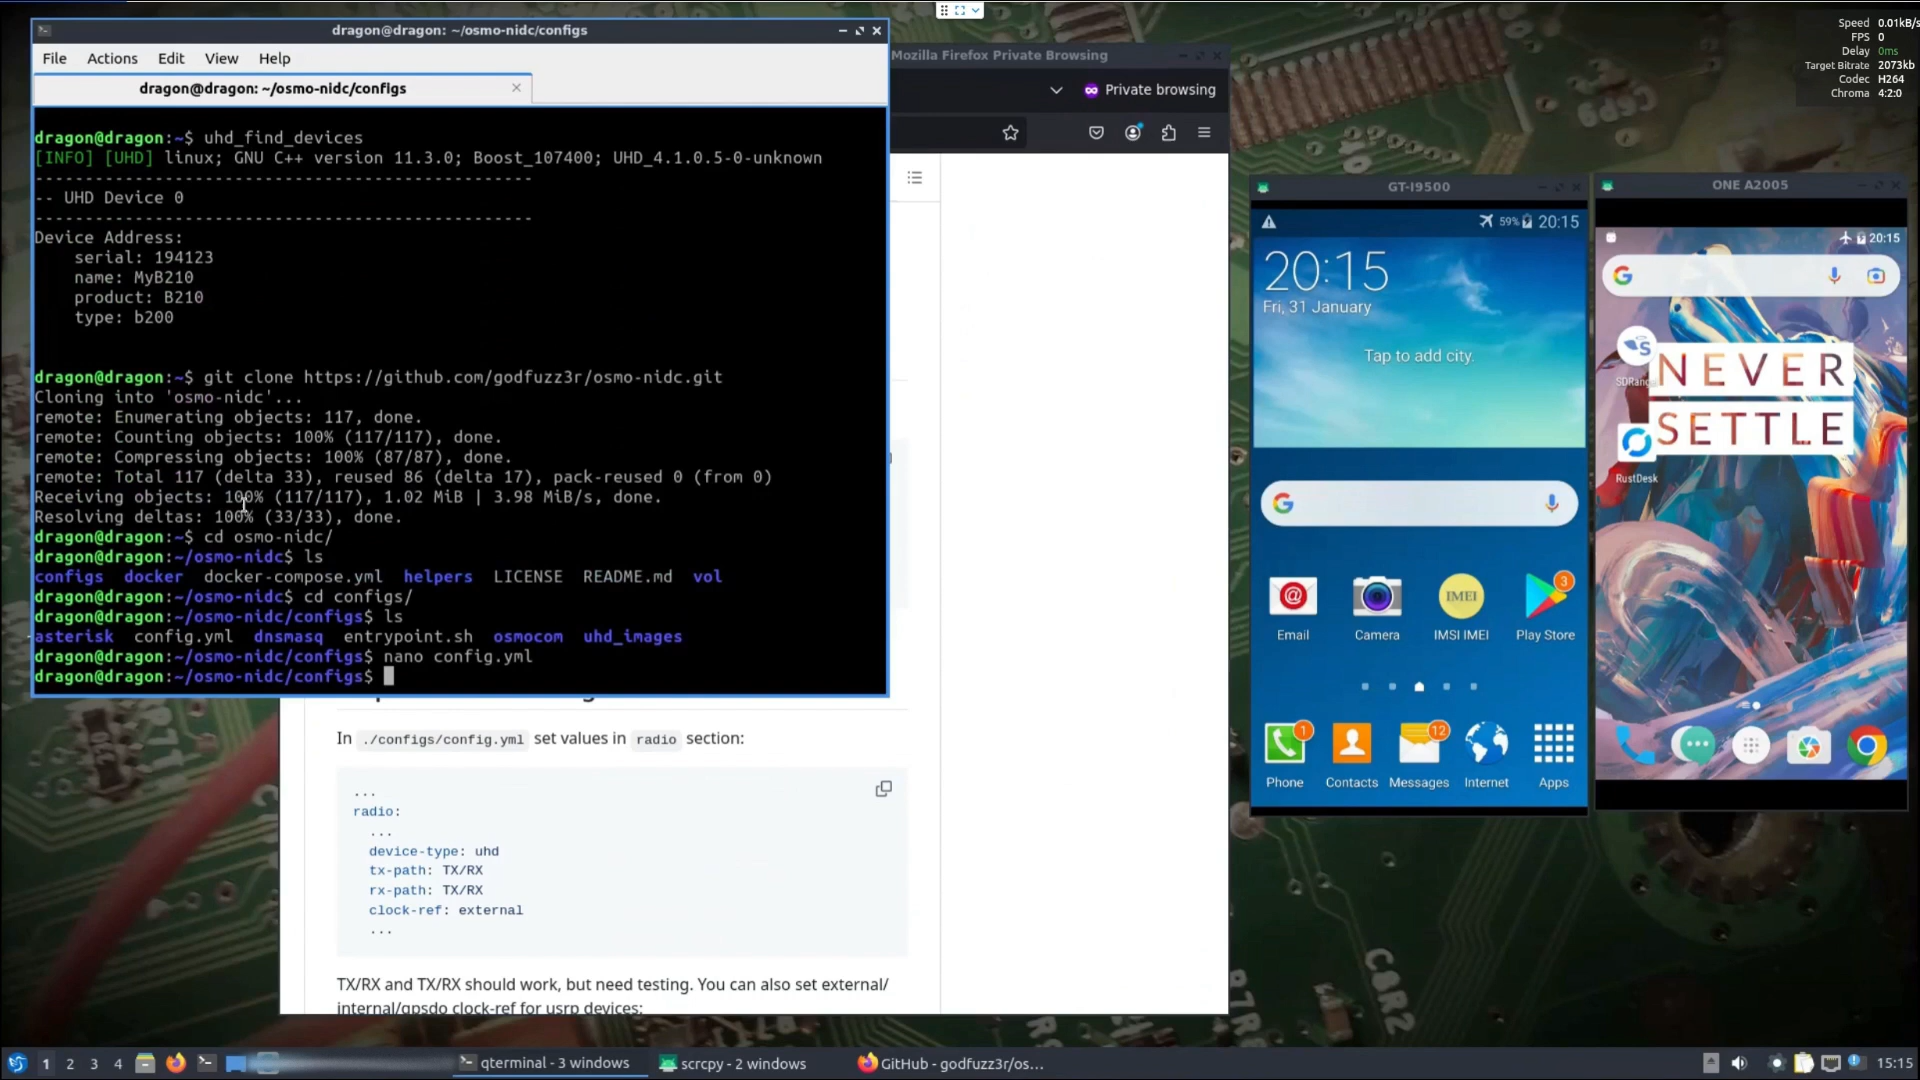 dragon@dragon: ~/osmo-nidc/configs
File Actions Edit View Help
dragon@dragon: ~/osmo-nidc/configs
dragon@dragon:~$ uhd_find_devices
[INFO] [UHD] linux; GNU C++ version 11.3.0; Boost_107400; UHD_4.1.0.5-0-unknown
--------------------------------------------------
-- UHD Device 0
--------------------------------------------------
Device Address:
serial: 194123
name: MyB210
product: B210
type: b200
dragon@dragon:~$ git clone https://github.com/godfuzz3r/osmo-nidc.git
Cloning into 'osmo-nidc'...
remote: Enumerating objects: 117, done.
remote: Counting objects: 100% (117/117), done.
remote: Compressing objects: 100% (87/87), done.
remote: Total 117 (delta 33), reused 86 (delta 17), pack-reused 0 (from 0)
Receiving objects: 100% (117/117), 1.02 MiB | 3.98 MiB/s, done.
Resolving deltas: 100% (33/33), done.
dragon@dragon:~$ cd osmo-nidc/
dragon@dragon:~/osmo-nidc$ ls
configs docker docker-compose.yml helpers LICENSE README.md vol
dragon@dragon:~/osmo-nidc$ cd configs/
dragon@dragon:~/osmo-nidc/configs$ ls
asterisk config.yml dnsmasq entrypoint.sh osmocom uhd_images
dragon@dragon:~/osmo-nidc/configs$ nano config.yml
dragon@dragon:~/osmo-nidc/configs$
Mozilla Firefox Private Browsing
Private browsing
In ./configs/config.yml set values in radio section:
...
radio:
...
device-type: uhd
tx-path: TX/RX
rx-path: TX/RX
clock-ref: external
...
TX/RX and TX/RX should work, but need testing. You can also set external/
internal/gpsdo clock-ref for usrp devices:
Speed 0.01kB/s
FPS 0
Delay 0ms
Target Bitrate 2073kb
Codec H264
Chroma 4:2:0
GT-I9500
59% 20:15
20:15
Fri, 31 January
Tap to add city.
G
@
IMEI
3
Email Camera IMSI IMEI Play Store
1
12
Phone Contacts Messages Internet Apps
ONE A2005
20:15
G
S
NEVER
SETTLE
RustDesk
CSR2
1 2 3 4
qterminal - 3 windows
scrcpy - 2 windows
GitHub - godfuzz3r/os...
15:15